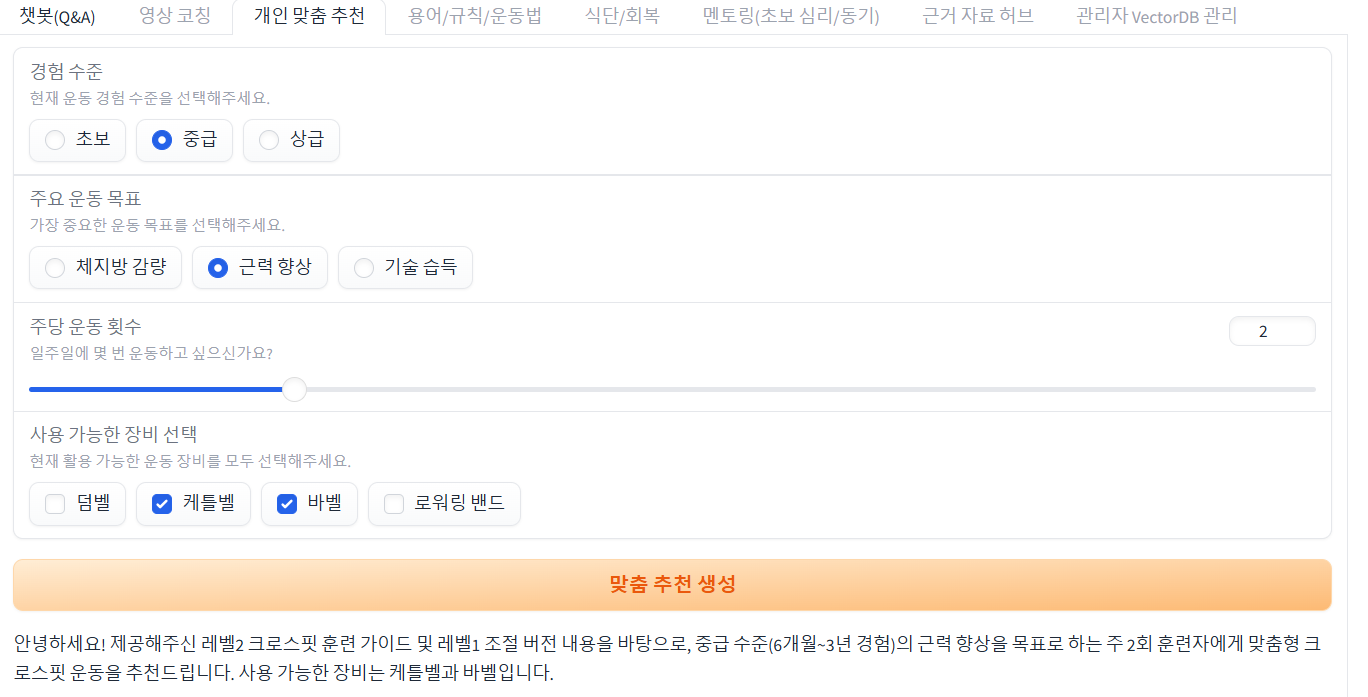 챗봇(Q&A) 영상 코칭 개인 맞춤 추천 용어/규칙/운동법 식단/회복 멘토링(초보 심리/동기) 근거 자료 허브 관리자 VectorDB 관리
경험 수준
현재 운동 경험 수준을 선택해주세요.
초보 중급 상급
주요 운동 목표
가장 중요한 운동 목표를 선택해주세요.
체지방 감량 근력 향상 기술 습득
주당 운동 횟수 2
일주일에 몇 번 운동하고 싶으신가요?
사용 가능한 장비 선택
현재 활용 가능한 운동 장비를 모두 선택해주세요.
덤벨 케틀벨 바벨 로워링 밴드
맞춤 추천 생성
안녕하세요! 제공해주신 레벨2 크로스핏 훈련 가이드 및 레벨1 조절 버전 내용을 바탕으로, 중급 수준(6개월~3년 경험)의 근력 향상을 목표로 하는 주 2회 훈련자에게 맞춤형 크
로스핏 운동을 추천드립니다. 사용 가능한 장비는 케틀벨과 바벨입니다.